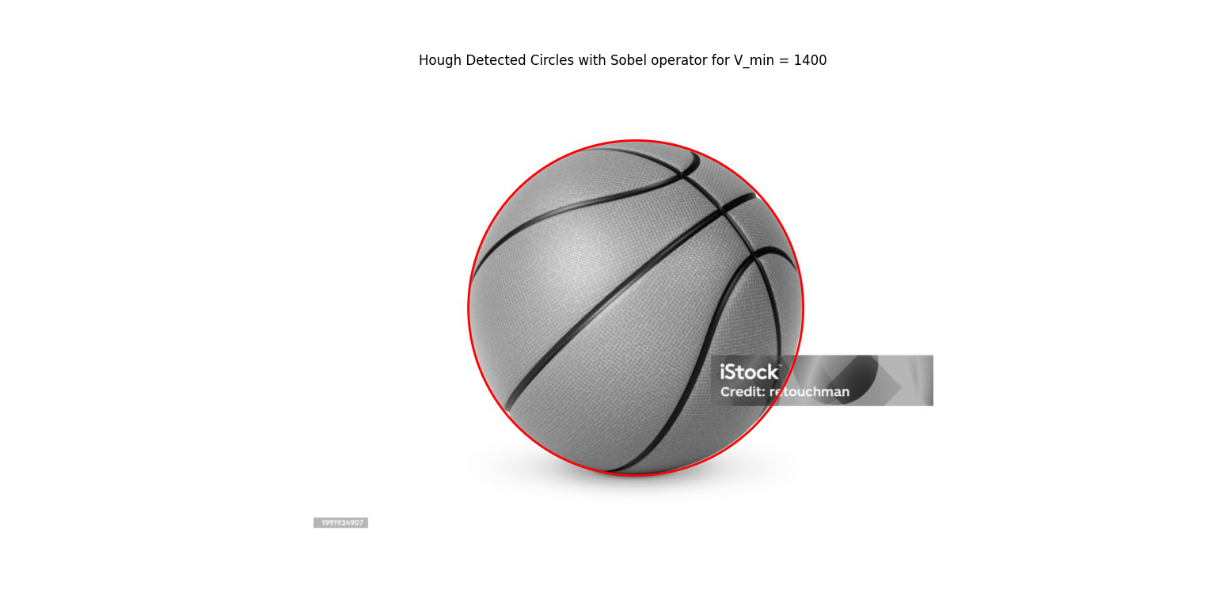 Hough Detected Circles with Sobel operator for V_min = 1400
iStock
Credit: retouchman
1991934907